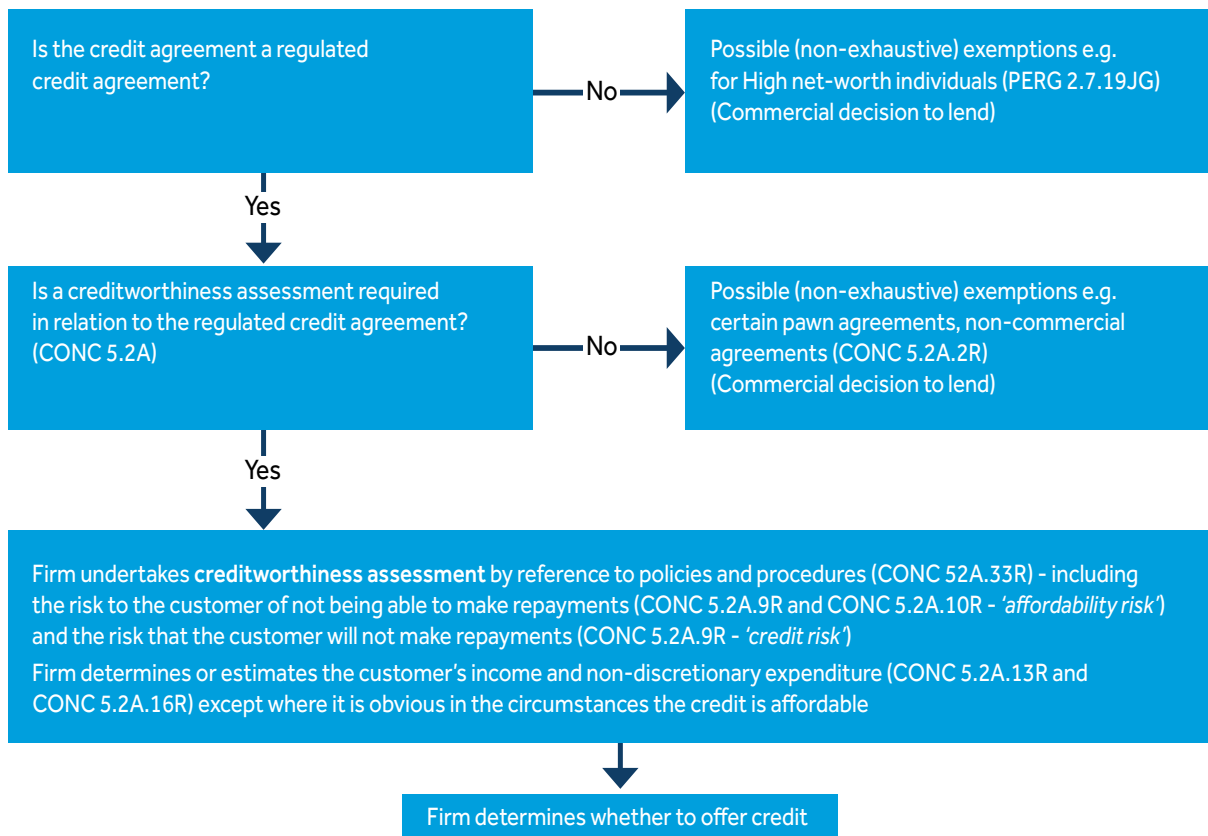 Is the credit agreement a regulated
credit agreement?
No
Possible (non-exhaustive) exemptions e.g.
for High net-worth individuals (PERG 2.7.19JG)
(Commercial decision to lend)
Yes
Is a creditworthiness assessment required
in relation to the regulated credit agreement?
(CONC 5.2A)
No
Possible (non-exhaustive) exemptions e.g.
certain pawn agreements, non-commercial
agreements (CONC 5.2A.2R)
(Commercial decision to lend)
Yes
Firm undertakes creditworthiness assessment by reference to policies and procedures (CONC 52A.33R) - including
the risk to the customer of not being able to make repayments (CONC 5.2A.9R and CONC 5.2A.10R - 'affordability risk')
and the risk that the customer will not make repayments (CONC 5.2A.9R - 'credit risk')
Firm determines or estimates the customer's income and non-discretionary expenditure (CONC 5.2A.13R and
CONC 5.2A.16R) except where it is obvious in the circumstances the credit is affordable
Firm determines whether to offer credit